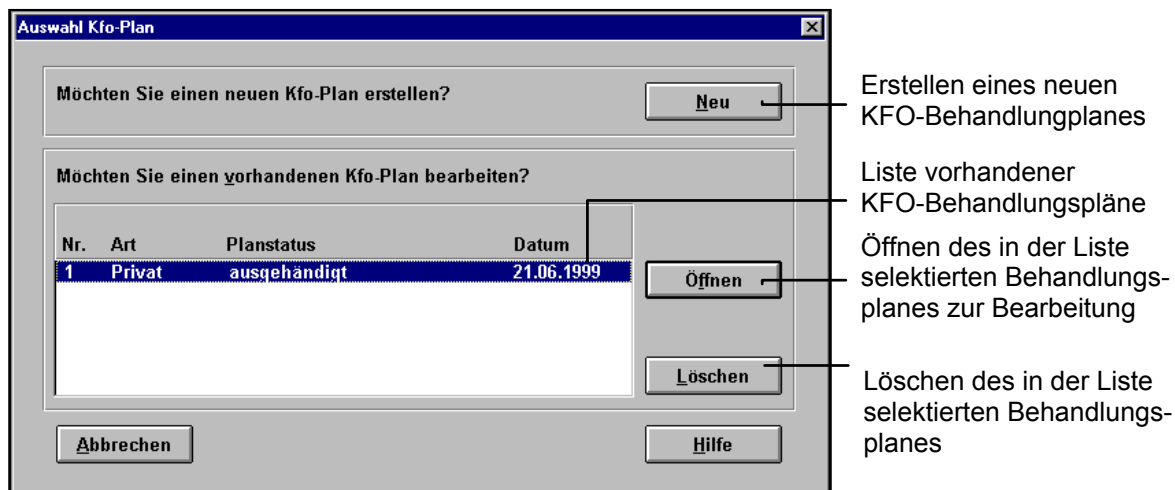 Auswahl Kfo-Plan
Möchten Sie einen neuen Kfo-Plan erstellen?
Neu
Erstellen eines neuen
KFO-Behandlungplanes
Möchten Sie einen vorhandenen Kfo-Plan bearbeiten?
Liste vorhandener
KFO-Behandlungspläne
Nr. Art Planstatus Datum
1 Privat ausgehändigt 21.06.1999
Öffnen
Öffnen des in der Liste
selektierten Behandlungs-
planes zur Bearbeitung
Löschen
Löschen des in der Liste
selektierten Behandlungs-
planes
Abbrechen
Hilfe